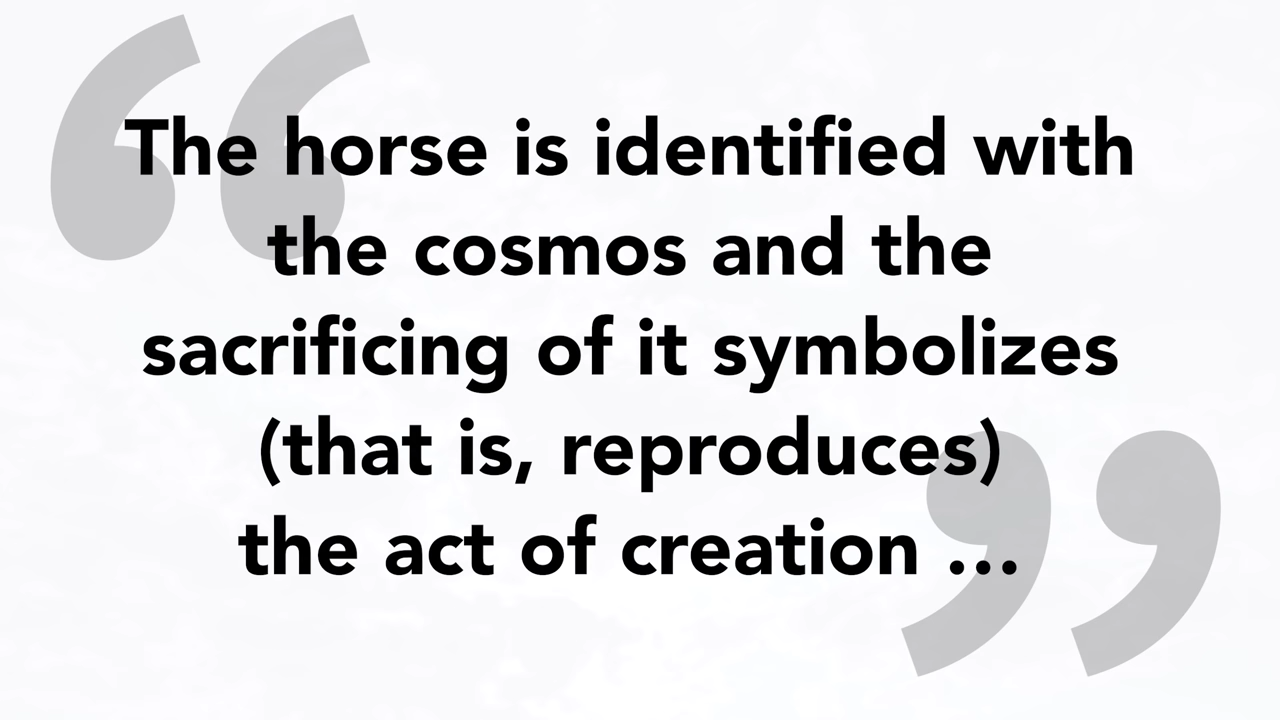 The horse is identified with
the cosmos and the
sacrificing of it symbolizes
(that is, reproduces)
the act of creation …